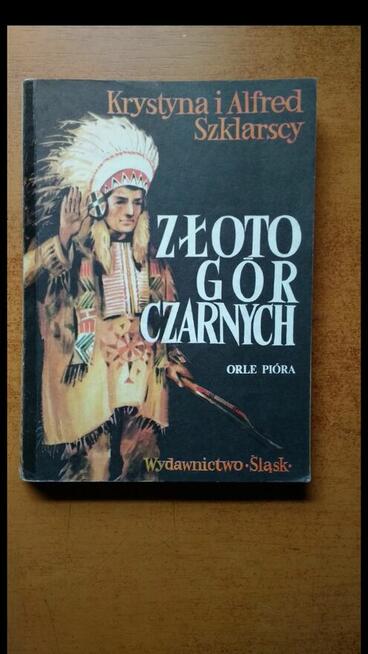 Krystyna i Alfred
Szklarscy
ZŁOTO
GÓR
CZARNYCH
ORLE PIÓRA
Wydawnictwo • Śląsk •